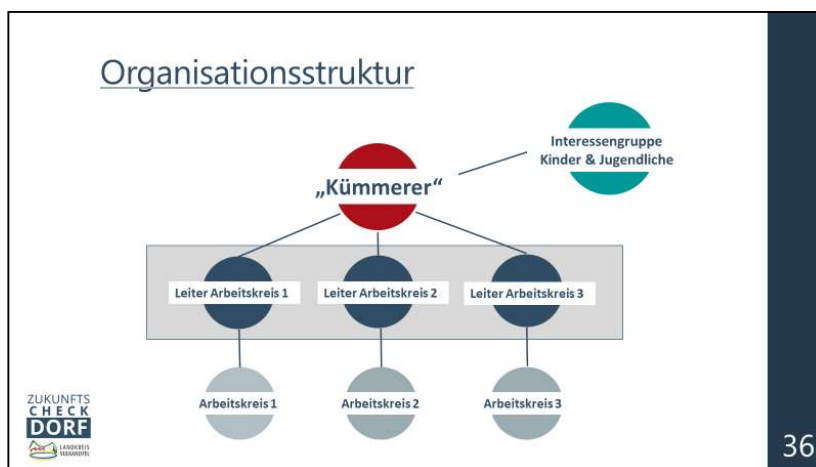 Organisationsstruktur
Interessengruppe
Kinder & Jugendliche
„Kümmerer“
Leiter Arbeitskreis 1
Leiter Arbeitskreis 2
Leiter Arbeitskreis 3
Arbeitskreis 1
Arbeitskreis 2
Arbeitskreis 3
ZUKUNFTS
CHECK
DORF
LANDKREIS
VULKANEIFEL
36